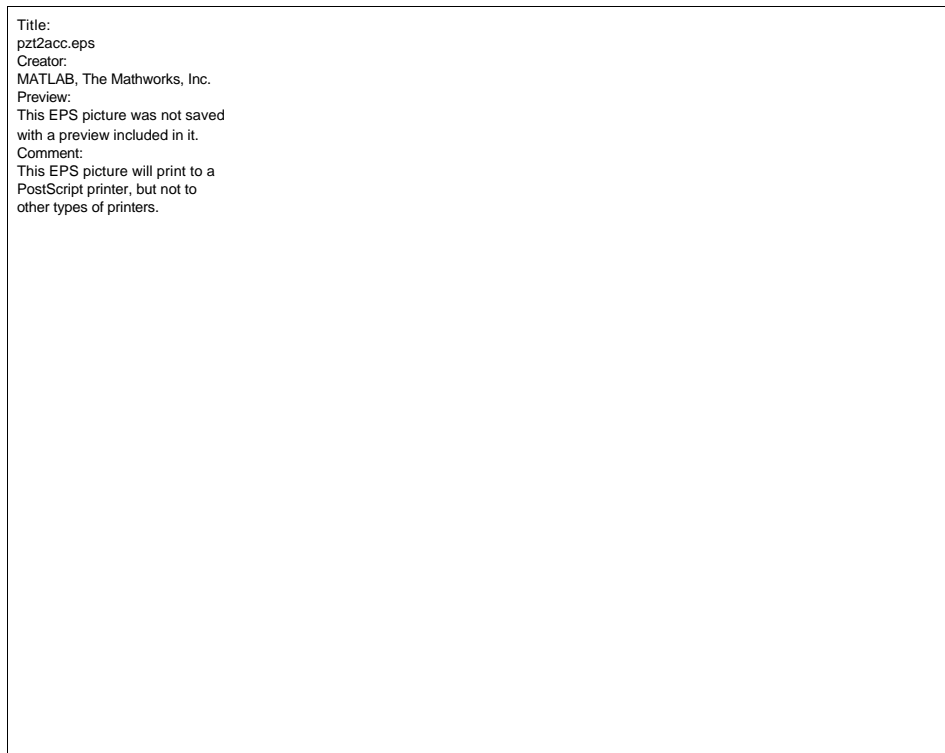 Title:
pzt2acc.eps
Creator:
MATLAB, The Mathworks, Inc.
Preview:
This EPS picture was not saved
with a preview included in it.
Comment:
This EPS picture will print to a
PostScript printer, but not to
other types of printers.